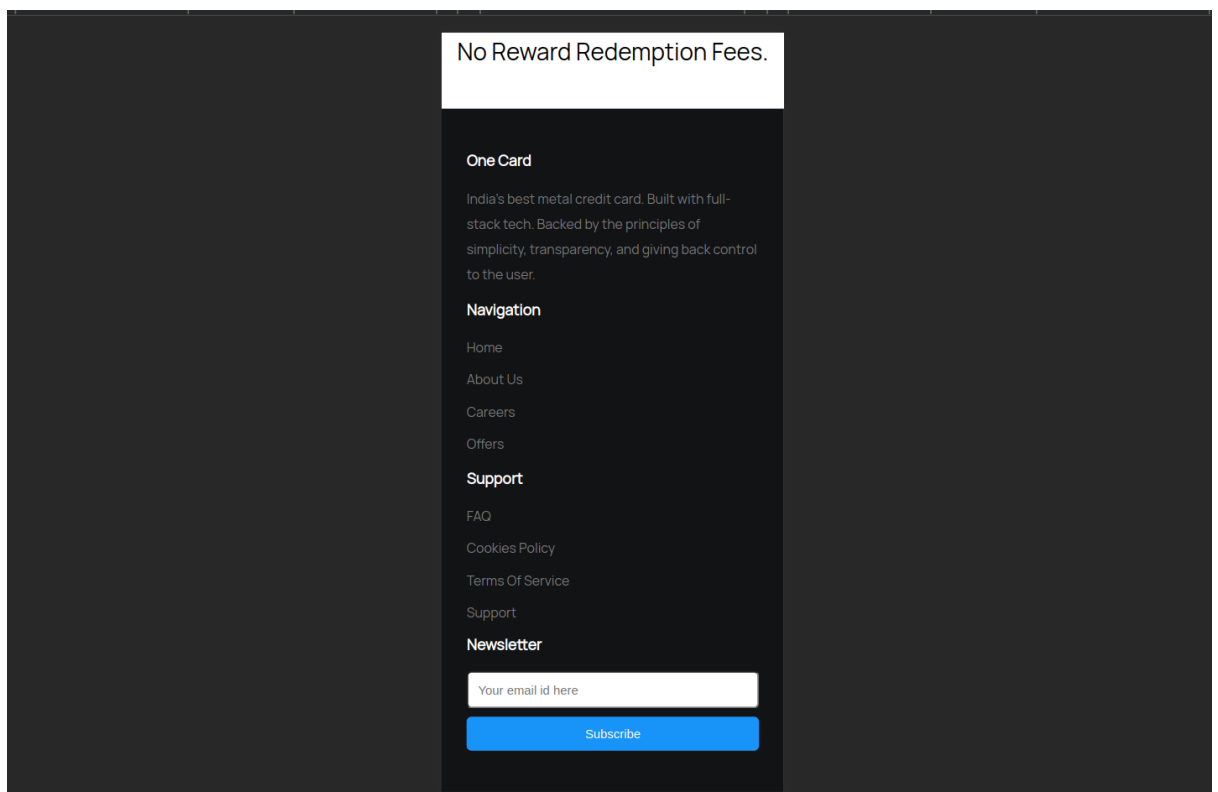 No Reward Redemption Fees.
One Card
India's best metal credit card. Built with full-
stack tech. Backed by the principles of
simplicity, transparency, and giving back control
to the user.
Navigation
Home
About Us
Careers
Offers
Support
FAQ
Cookies Policy
Terms Of Service
Support
Newsletter
Your email id here
Subscribe